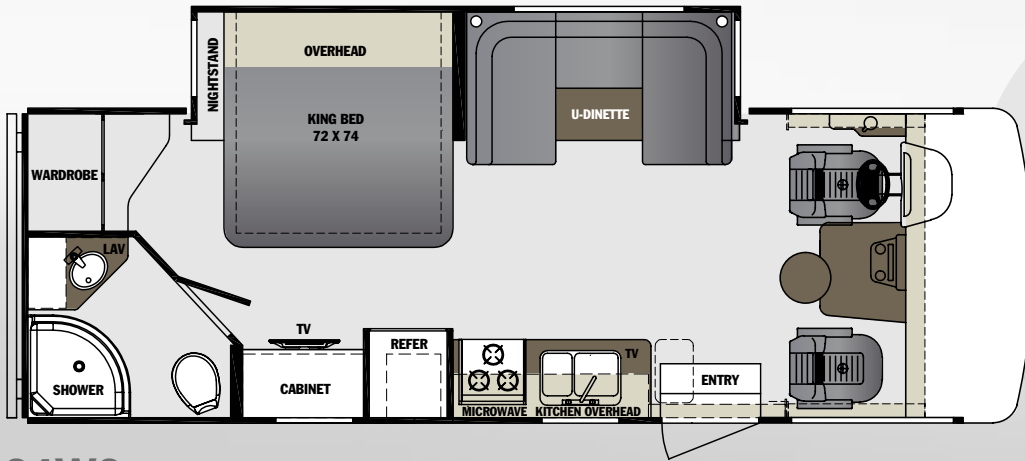 OVERHEAD
NIGHTSTAND
KING BED
72 X 74
U-DINETTE
WARDROBE
LAV
TV
REFER
TV
SHOWER
CABINET
ENTRY
MICROWAVE
KITCHEN OVERHEAD